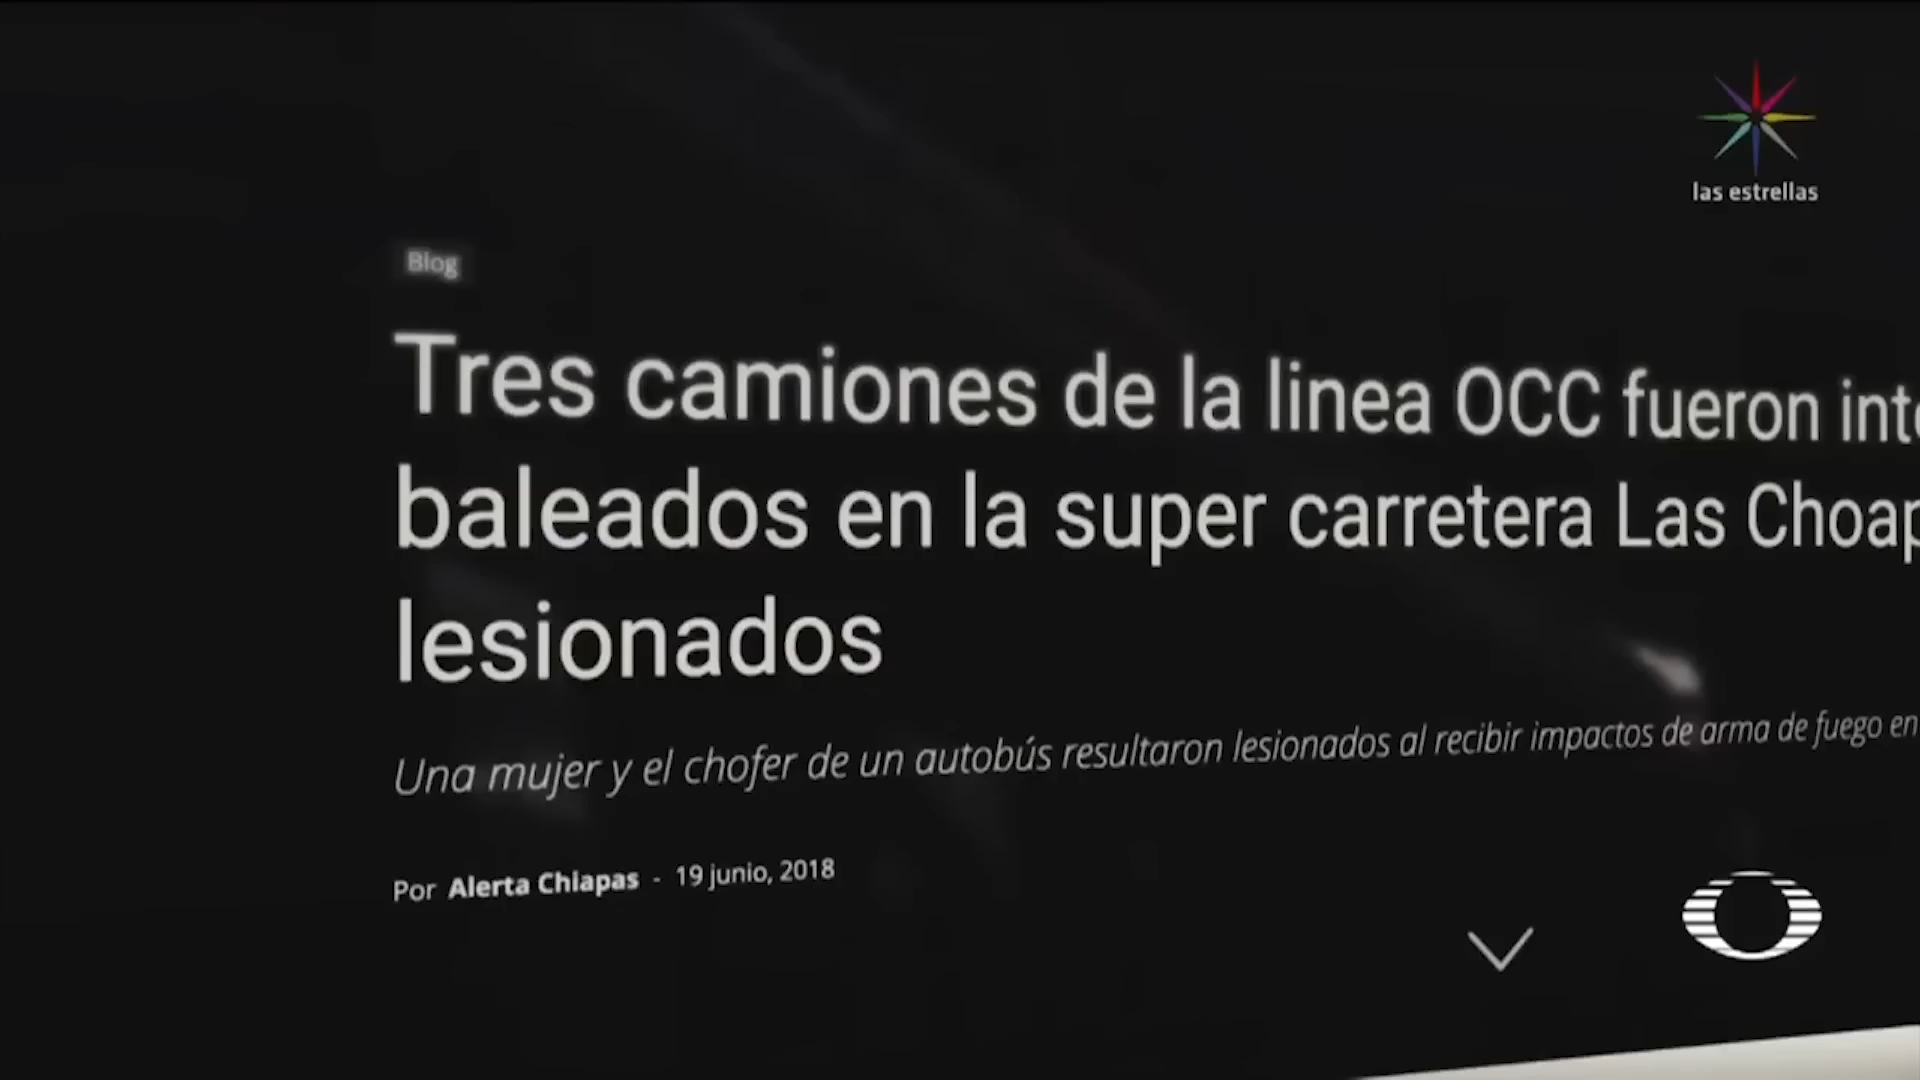 las estrellas
Blog
Tres camiones de la linea OCC fueron
baleados en la super carretera Las
lesionados
Una mujer y el chofer de un autobús resultaron lesionados al recibir impactos de arma de fuego en
Por Alerta Chiapas - 19 junio, 2018